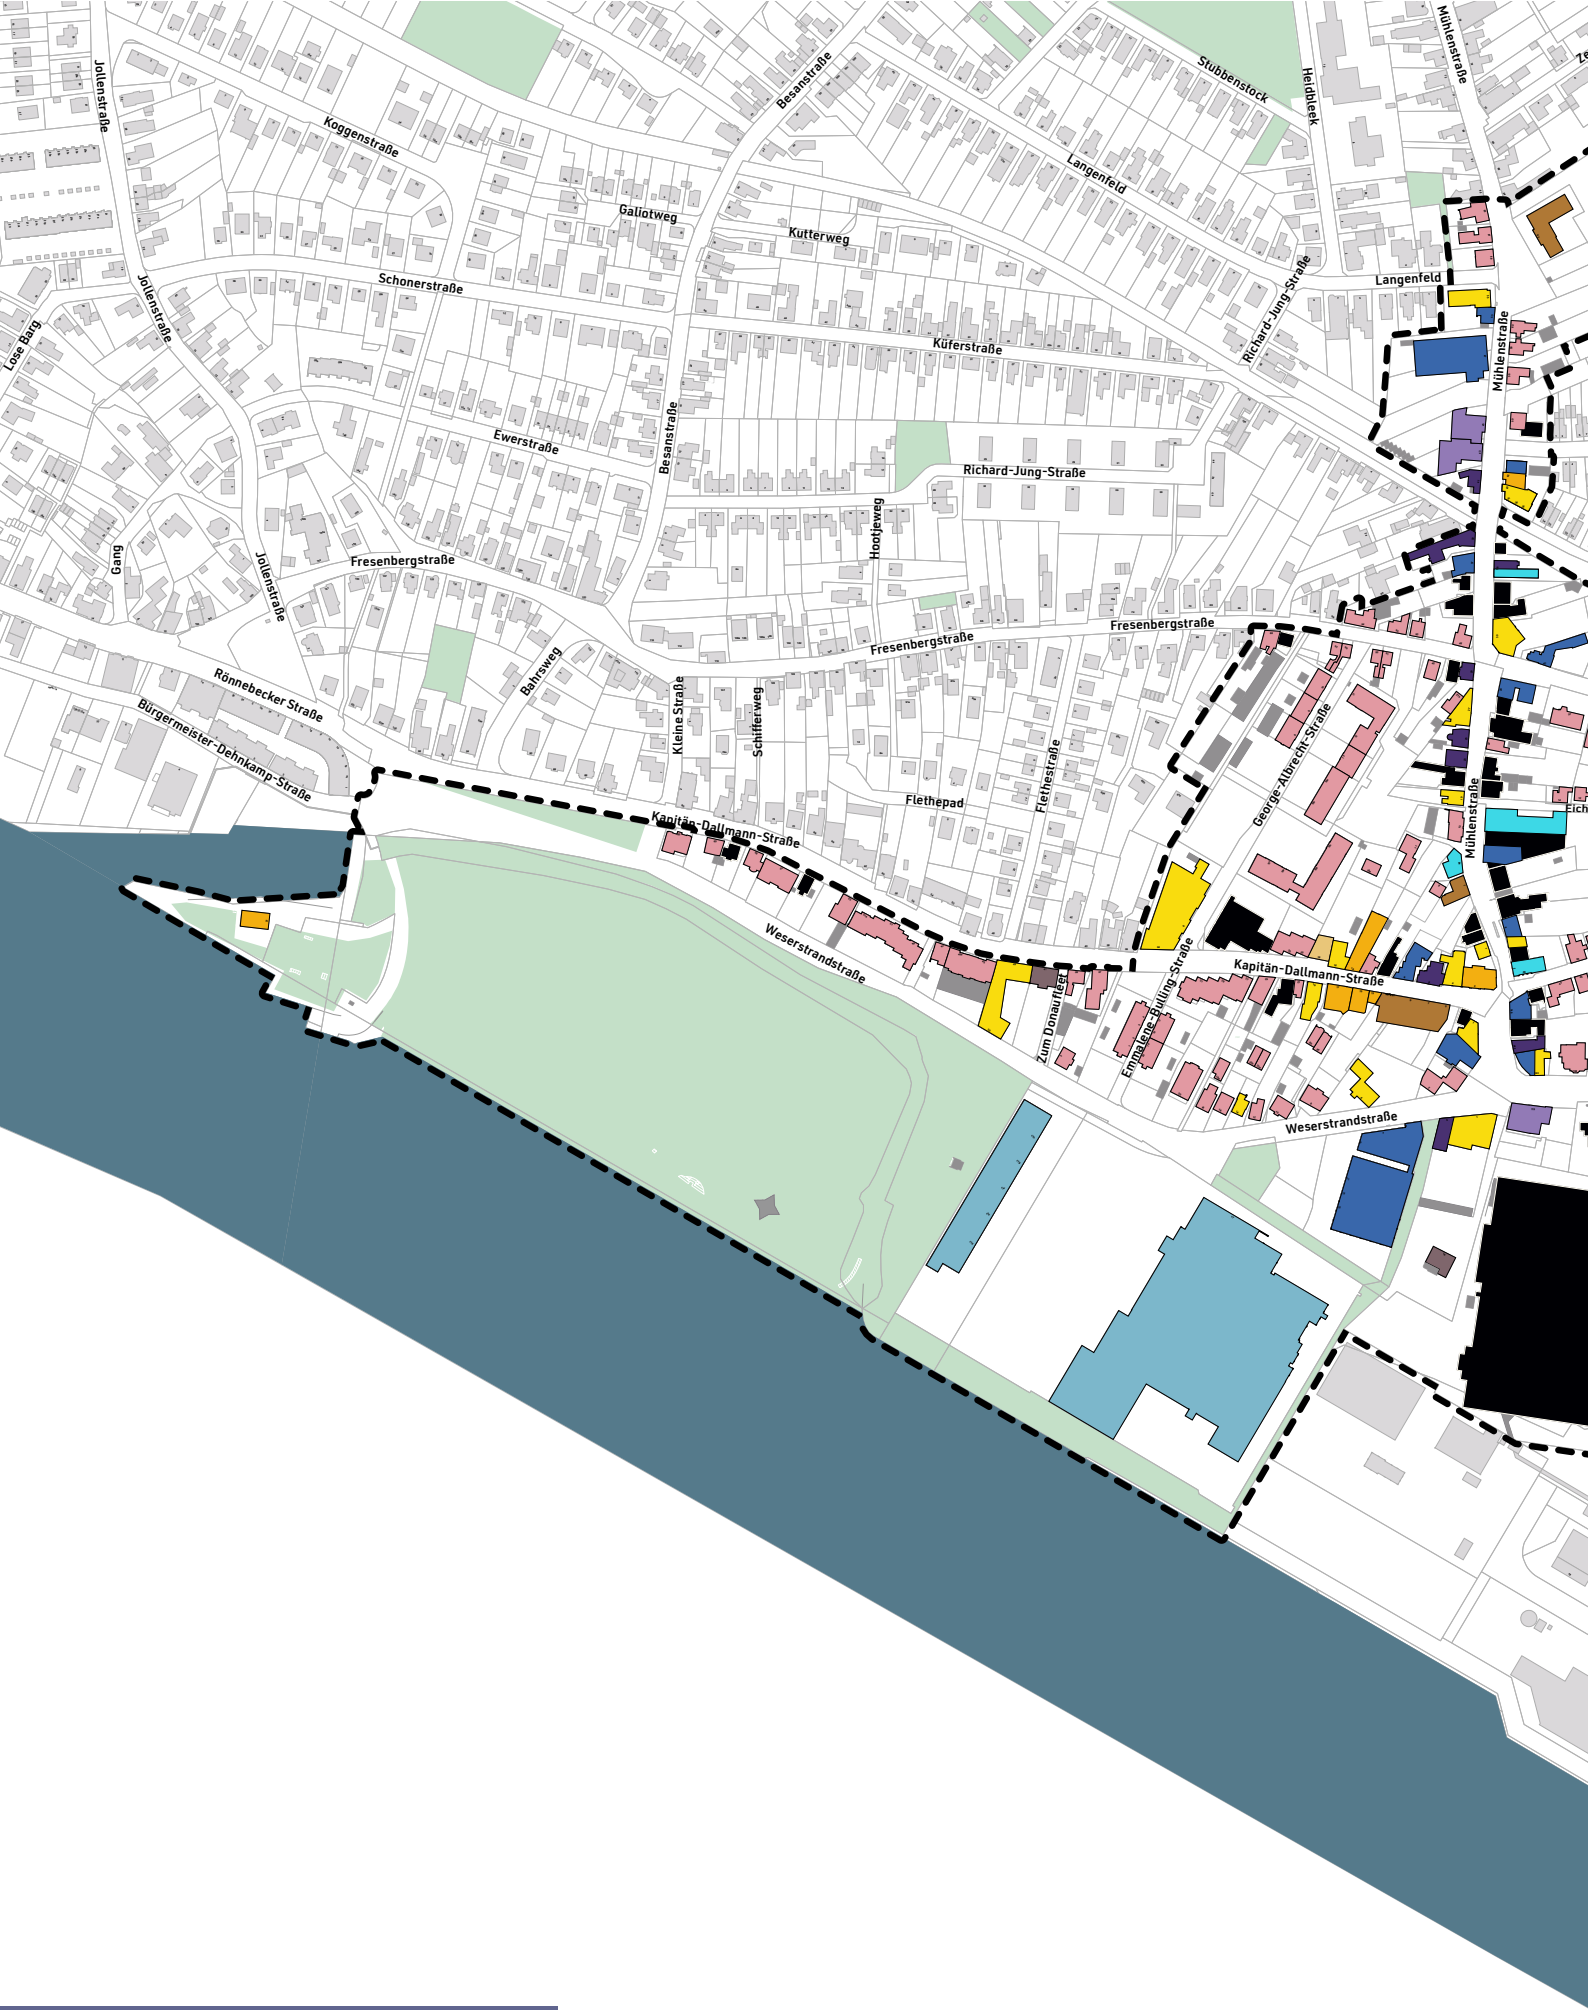 Jollenstraße
Koggenstraße
Besanstraße
Stubbenstock
Heidbleek
Mühlenstraße
Langenfeld
Galiotweg
Kutterweg
Schonerstraße
Jollenstraße
Lose Barg
Richard-Jung-Straße
Langenfeld
Küferstraße
Mühlenstraße
Besanstraße
Ewerstraße
Richard-Jung-Straße
Hootjeweg
Gang
Jollenstraße
Fresenbergstraße
Fresenbergstraße
Fresenbergstraße
Bahrsweg
Rönnebecker Straße
Bürgermeister-Dehnkamp-Straße
Kleine Straße
Schifferweg
Flethestraße
Flethepad
George-Albrecht-Straße
Mühlenstraße
Eich
Kapitän-Dallmann-Straße
Weserstrandstraße
Zum Donaufleet
Emmalene-Bulling-Straße
Kapitän-Dallmann-Straße
Weserstrandstraße